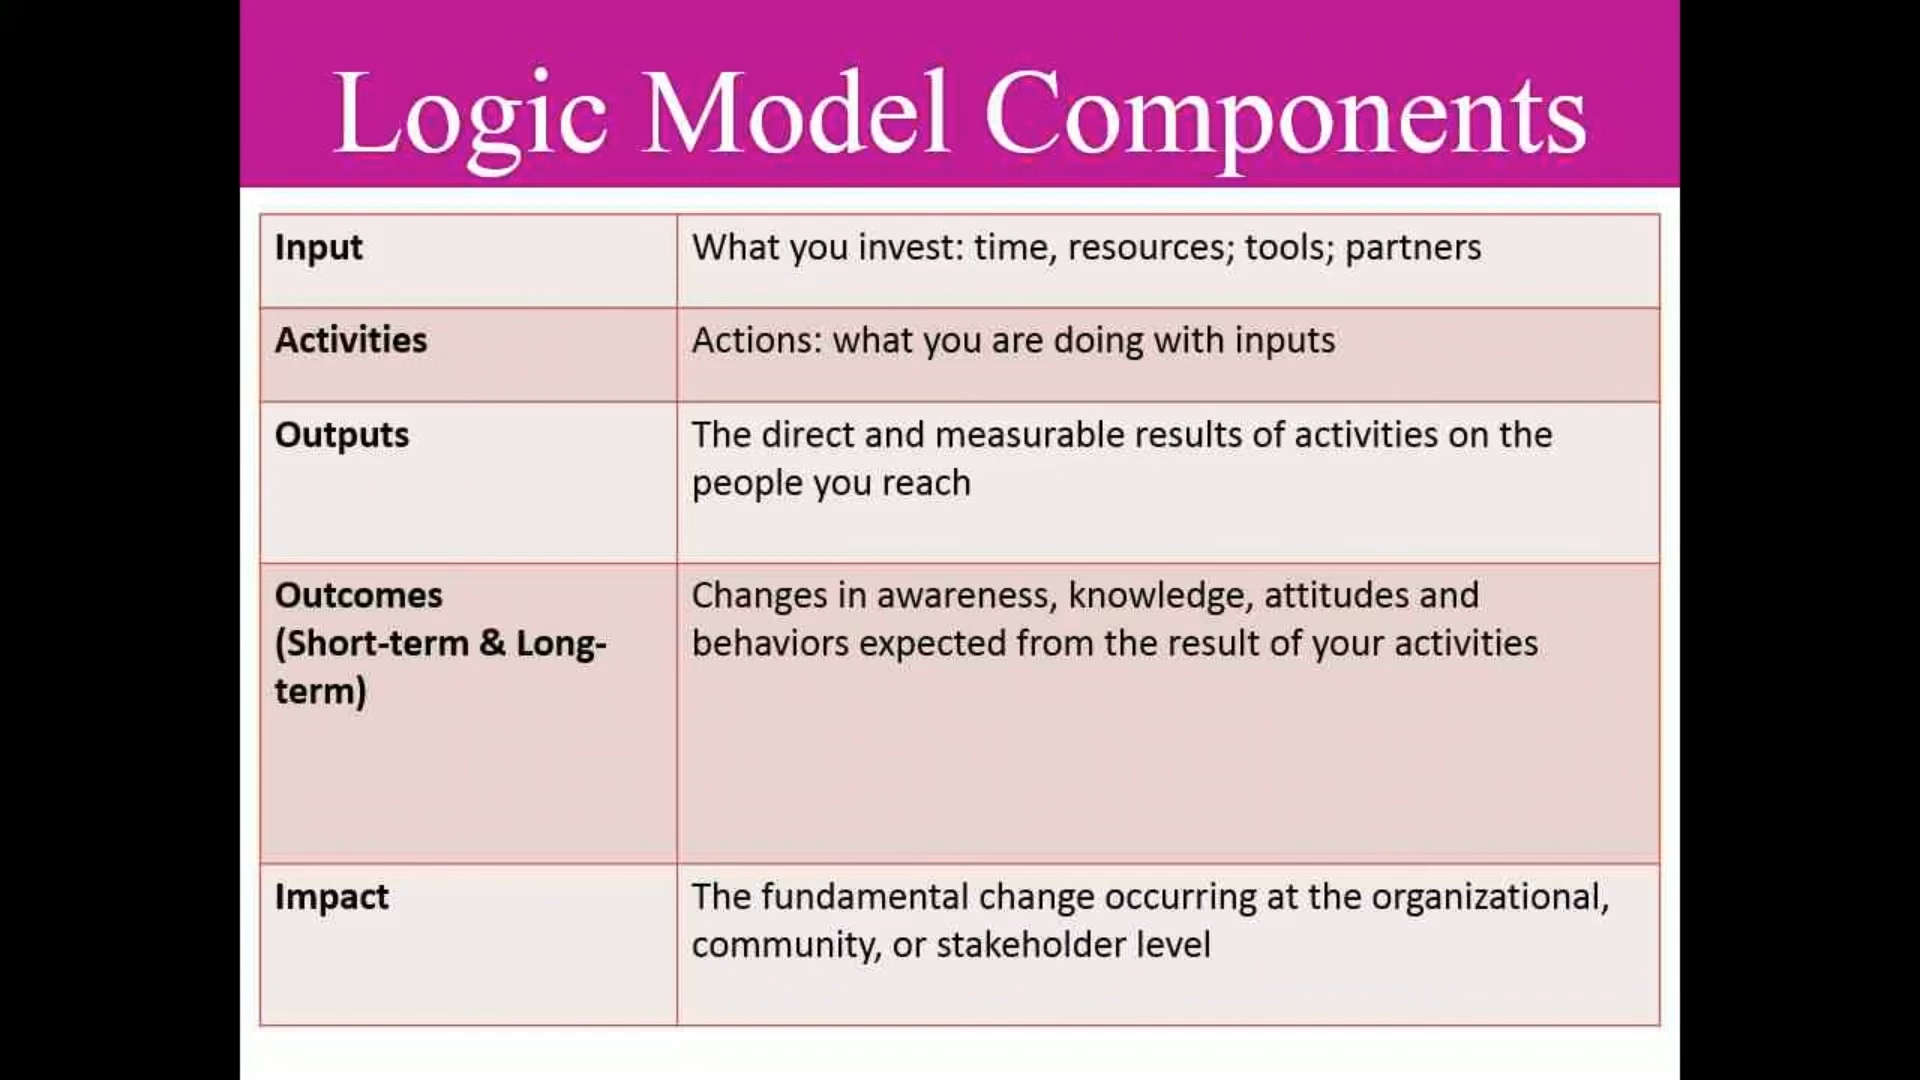 Logic Model Components
Input
What you invest: time, resources; tools; partners
Activities
Actions: what you are doing with inputs
Outputs
The direct and measurable results of activities on the
people you reach
Outcomes
(Short-term & Long-
term)
Changes in awareness, knowledge, attitudes and
behaviors expected from the result of your activities
Impact
The fundamental change occurring at the organizational,
community, or stakeholder level